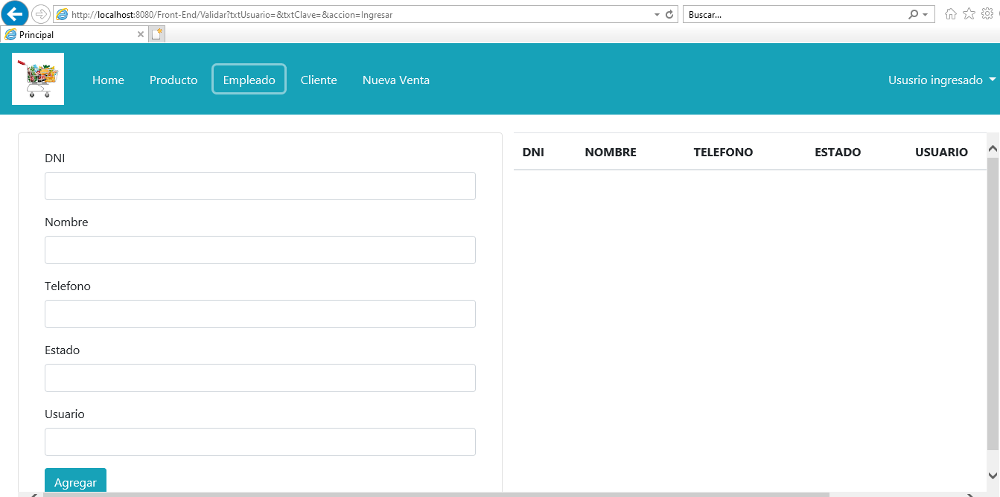 http://localhost:8080/Front-End/Validar?txtUsuario=&txtClave=&accion=Ingresar
Buscar...
Principal
Home Producto Empleado Cliente Nueva Venta Ususrio ingresado
DNI
Nombre
Telefono
Estado
Usuario
Agregar
DNI NOMBRE TELEFONO ESTADO USUARIO